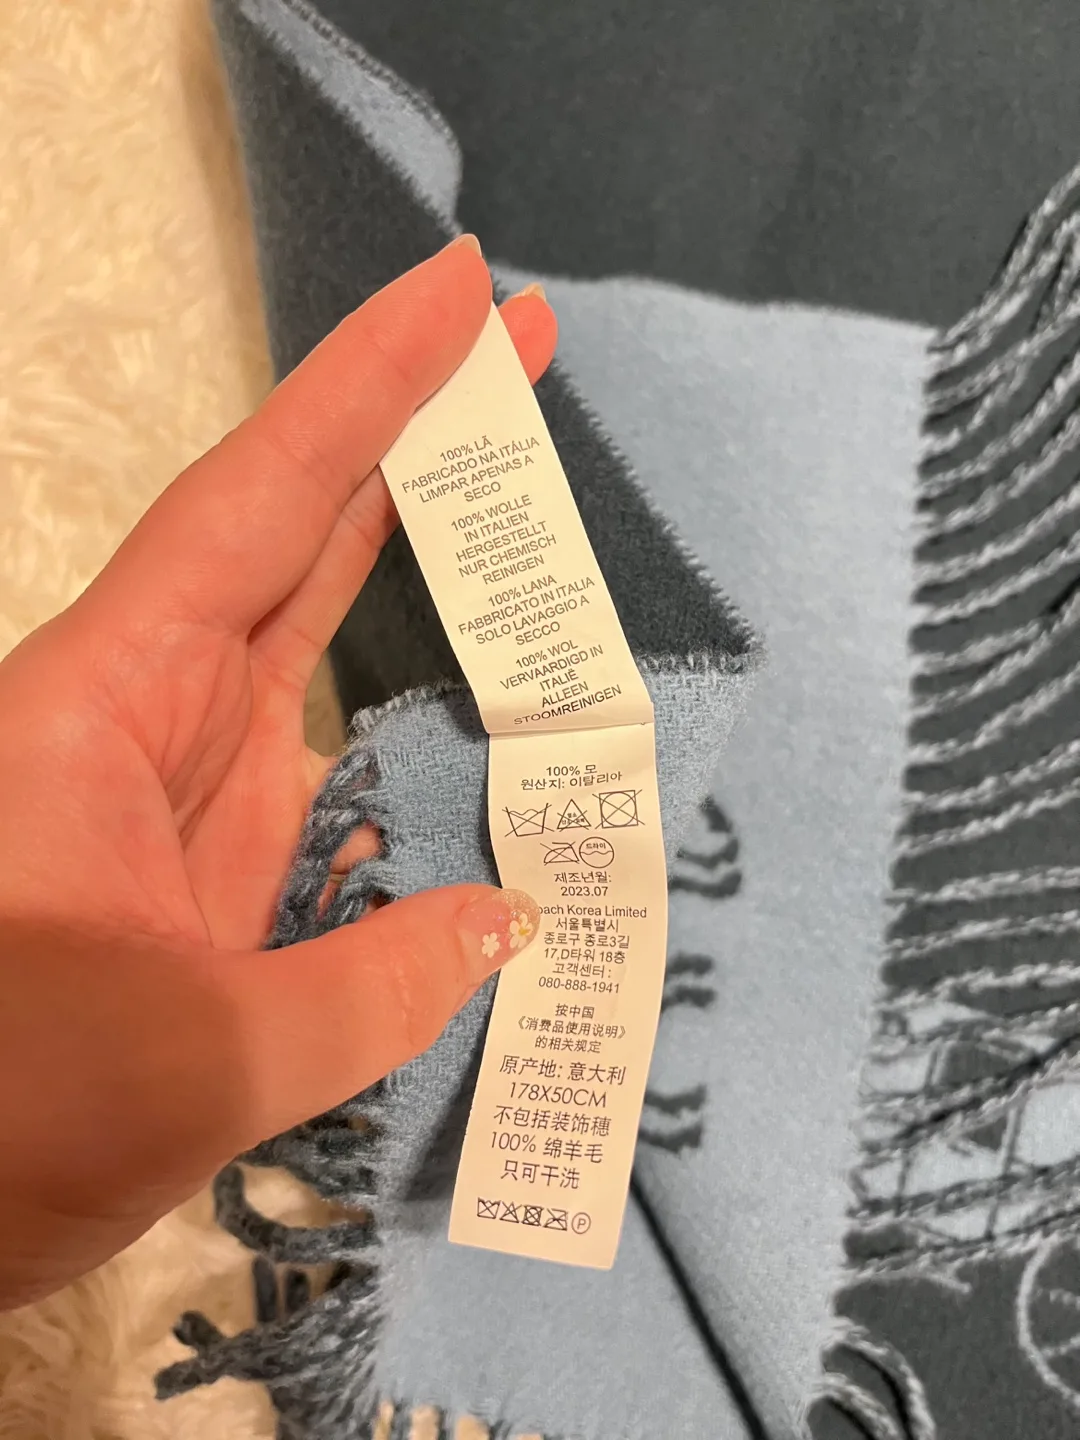 100% LÃ
FABRICADO NA ITÁLIA
LIMPAR APENAS A
SECO
100% WOLLE
IN ITALIEN
HERGESTELLT
NUR CHEMISCH
REINIGEN
100% LANA
FABBRICATO IN ITALIA
SOLO LAVAGGIO A
SECCO
100% WOL
VERVAARDIGD IN
ITALIË
ALLEEN
STOOMREINIGEN
100% 모
원산지: 이탈리아
드라이
제조년월:
2023.07
Korea Limited
서울특별시
종로구 종로3길
17,D타워 18층
고객센터 :
080-888-1941
按中国
《消费品使用说明》
的相关规定
原产地: 意大利
178X50CM
不包括装饰穗
100% 绵羊毛
只可干洗
P